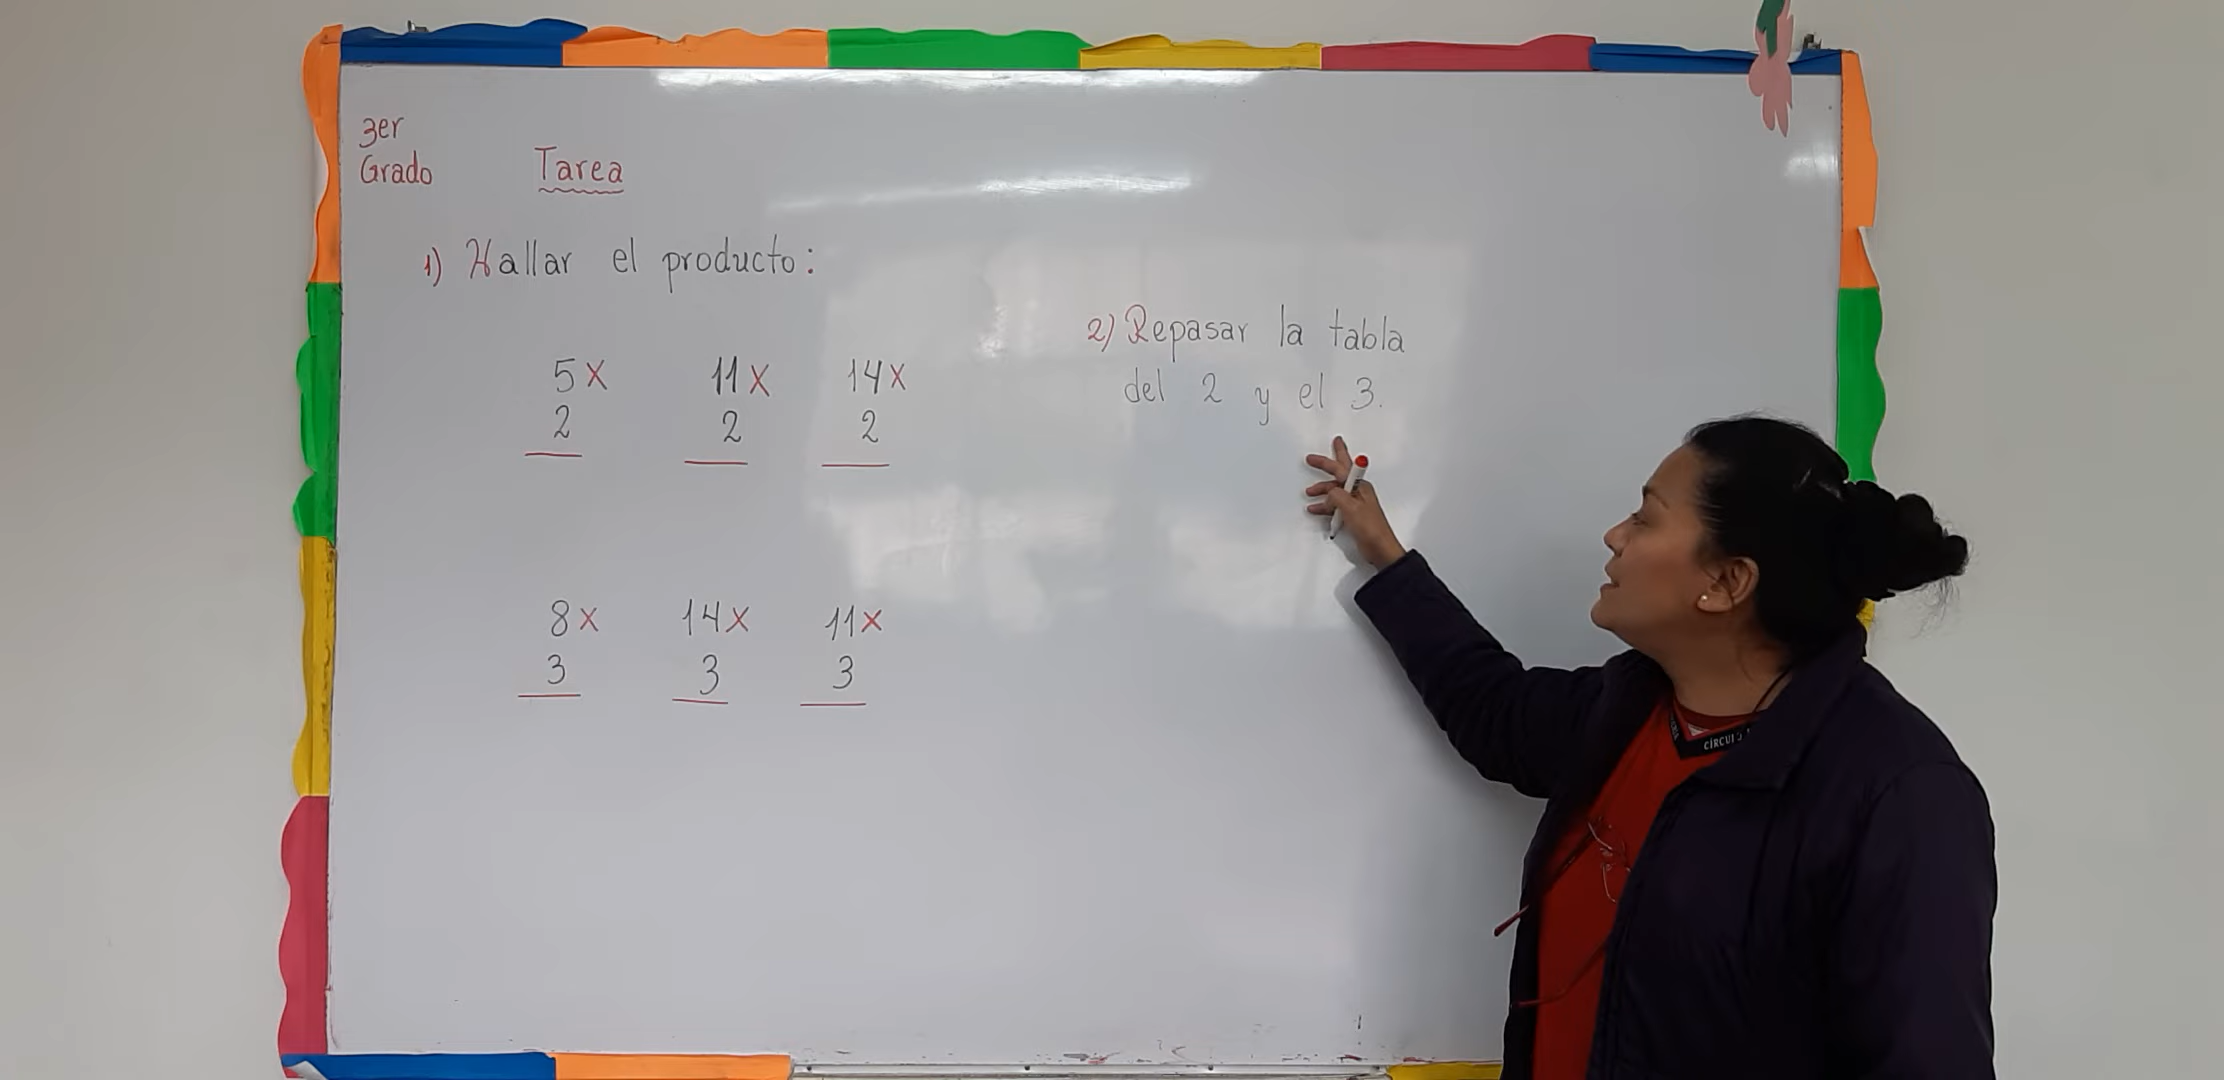 3er
Grado
Tarea
1) Hallar el producto:
5x 11x 14x
2 2 2
8x 14x 11x
3 3 3
2) Repasar la tabla
del 2 y el 3.